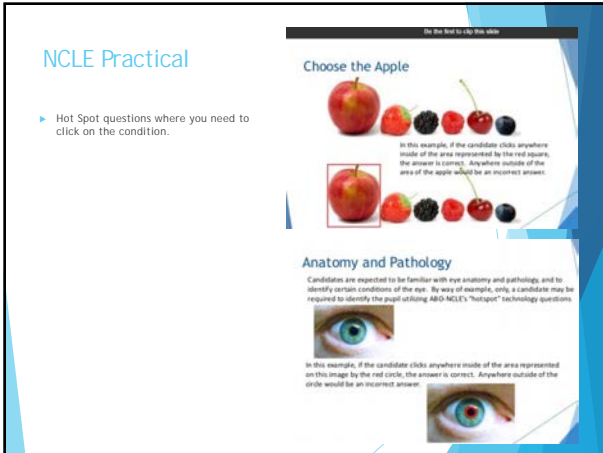 NCLE Practical
Hot Spot questions where you need to
click on the condition.
Be the first to clip this slide
Choose the Apple
In this example, if the candidate clicks anywhere
inside of the area represented by the red square,
the answer is correct. Anywhere outside of the
area of the apple would be an incorrect answer.
Anatomy and Pathology
Candidates are expected to be familiar with eye anatomy and pathology, and to
identify certain conditions of the eye. By way of example, only, a candidate may be
required to identify the pupil utilizing ABO-NCLE's "hotspot" technology questions
In this example, if the candidate clicks anywhere inside of the area represented
on this image by the red circle, the answer is correct. Anywhere outside of the
circle would be an incorrect answer.